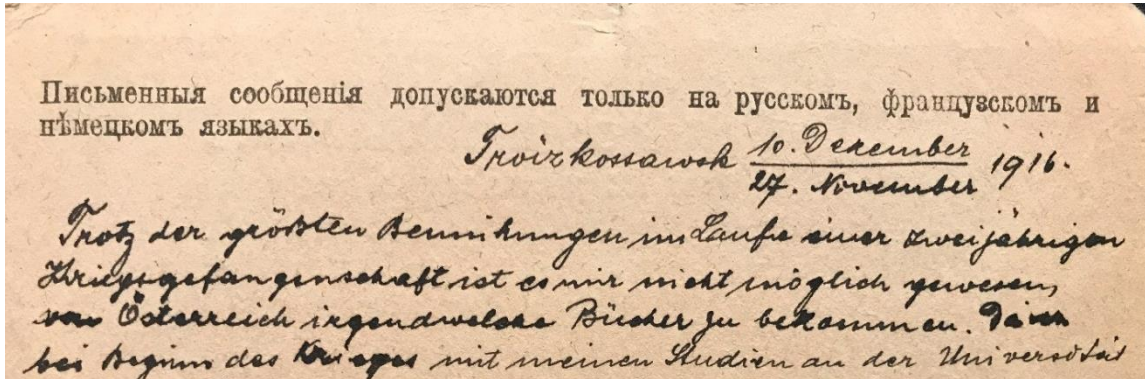 Письменныя сообщенія допускаются только на русскомъ, французскомъ и
нѣмецкомъ языкахъ.
Troizkossawsk 10. Dezember 1916.
27. November
Trotz der größten Bemühungen im Laufe einer zweijährigen
Kriegsgefangenschaft ist es mir nicht möglich gewesen,
von Österreich irgendwelche Bücher zu bekommen. Da
bei Beginn des Krieges mit meinen Studien an der Universität